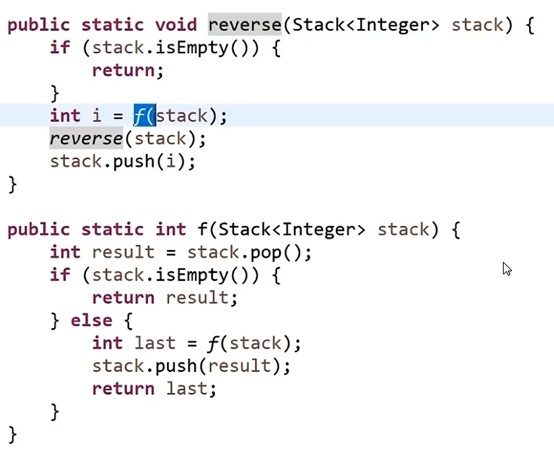 public static void reverse(Stack<Integer> stack) {
    if (stack.isEmpty()) {
        return;
    }
    int i = f(stack);
    reverse(stack);
    stack.push(i);
}

public static int f(Stack<Integer> stack) {
    int result = stack.pop();
    if (stack.isEmpty()) {
        return result;
    } else {
        int last = f(stack);
        stack.push(result);
        return last;
    }
}